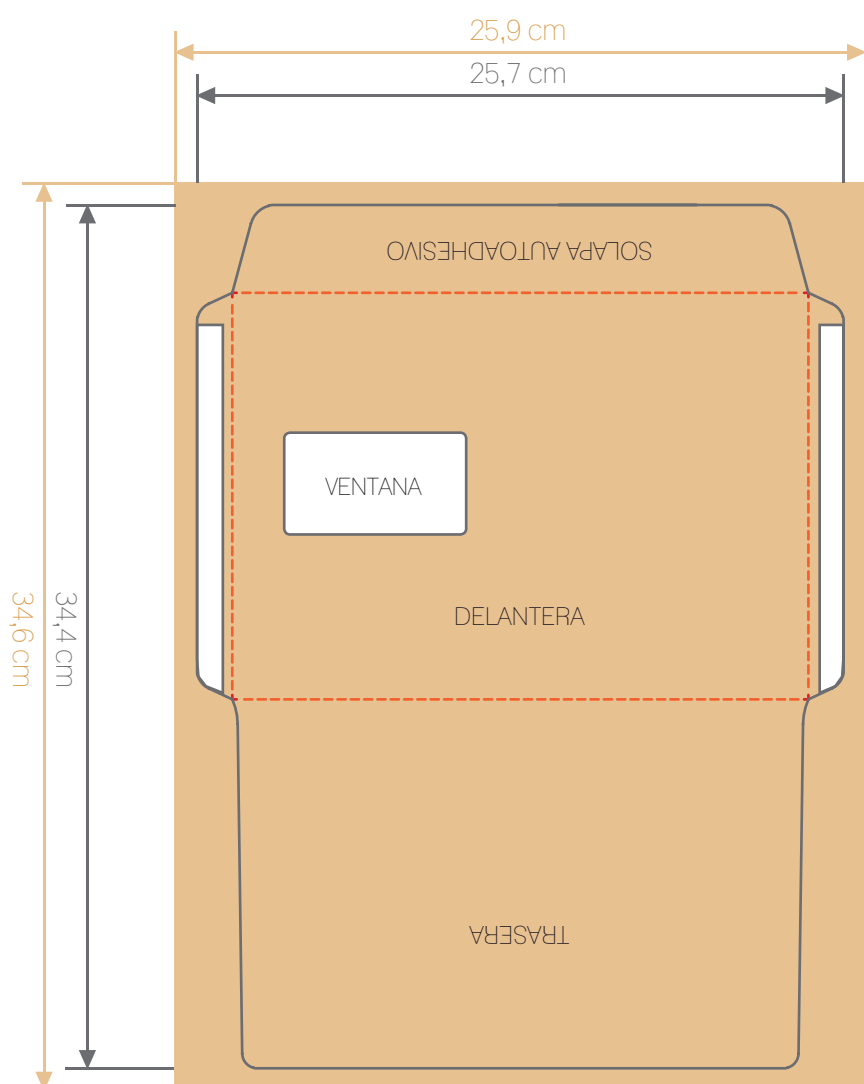 25,9 cm
25,7 cm
SOLAPA AUTOADHESIVO
VENTANA
34,4 cm
34,6 cm
DELANTERA
TRASERA